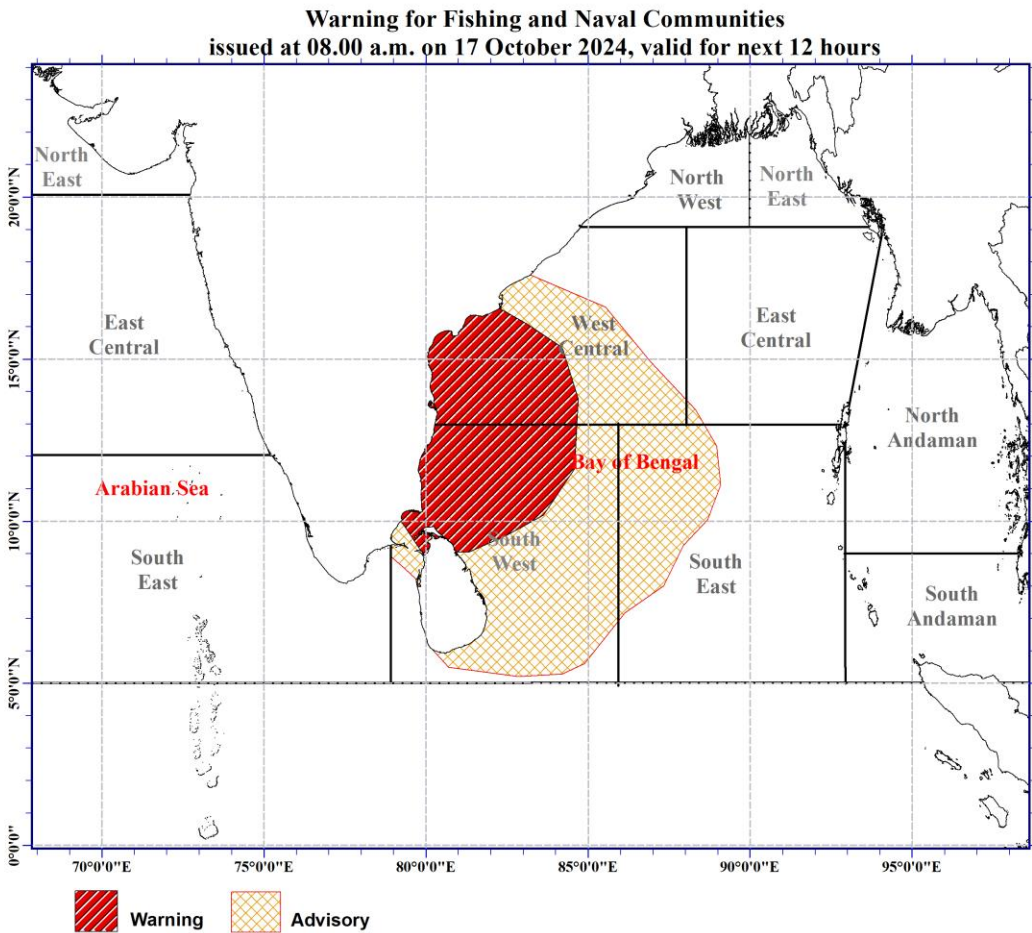 Warning for Fishing and Naval Communities
issued at 08.00 a.m. on 17 October 2024, valid for next 12 hours
North
East
North
West
North
East
20°0'0"N
East
Central
West
Central
East
Central
15°0'0"N
North
Andaman
Arabian Sea
Bay of Bengal
10°0'0"N
South
East
South
West
South
East
South
Andaman
5°0'0"N
0°0'0"
70°0'0"E
75°0'0"E
80°0'0"E
85°0'0"E
90°0'0"E
95°0'0"E
Warning
Advisory